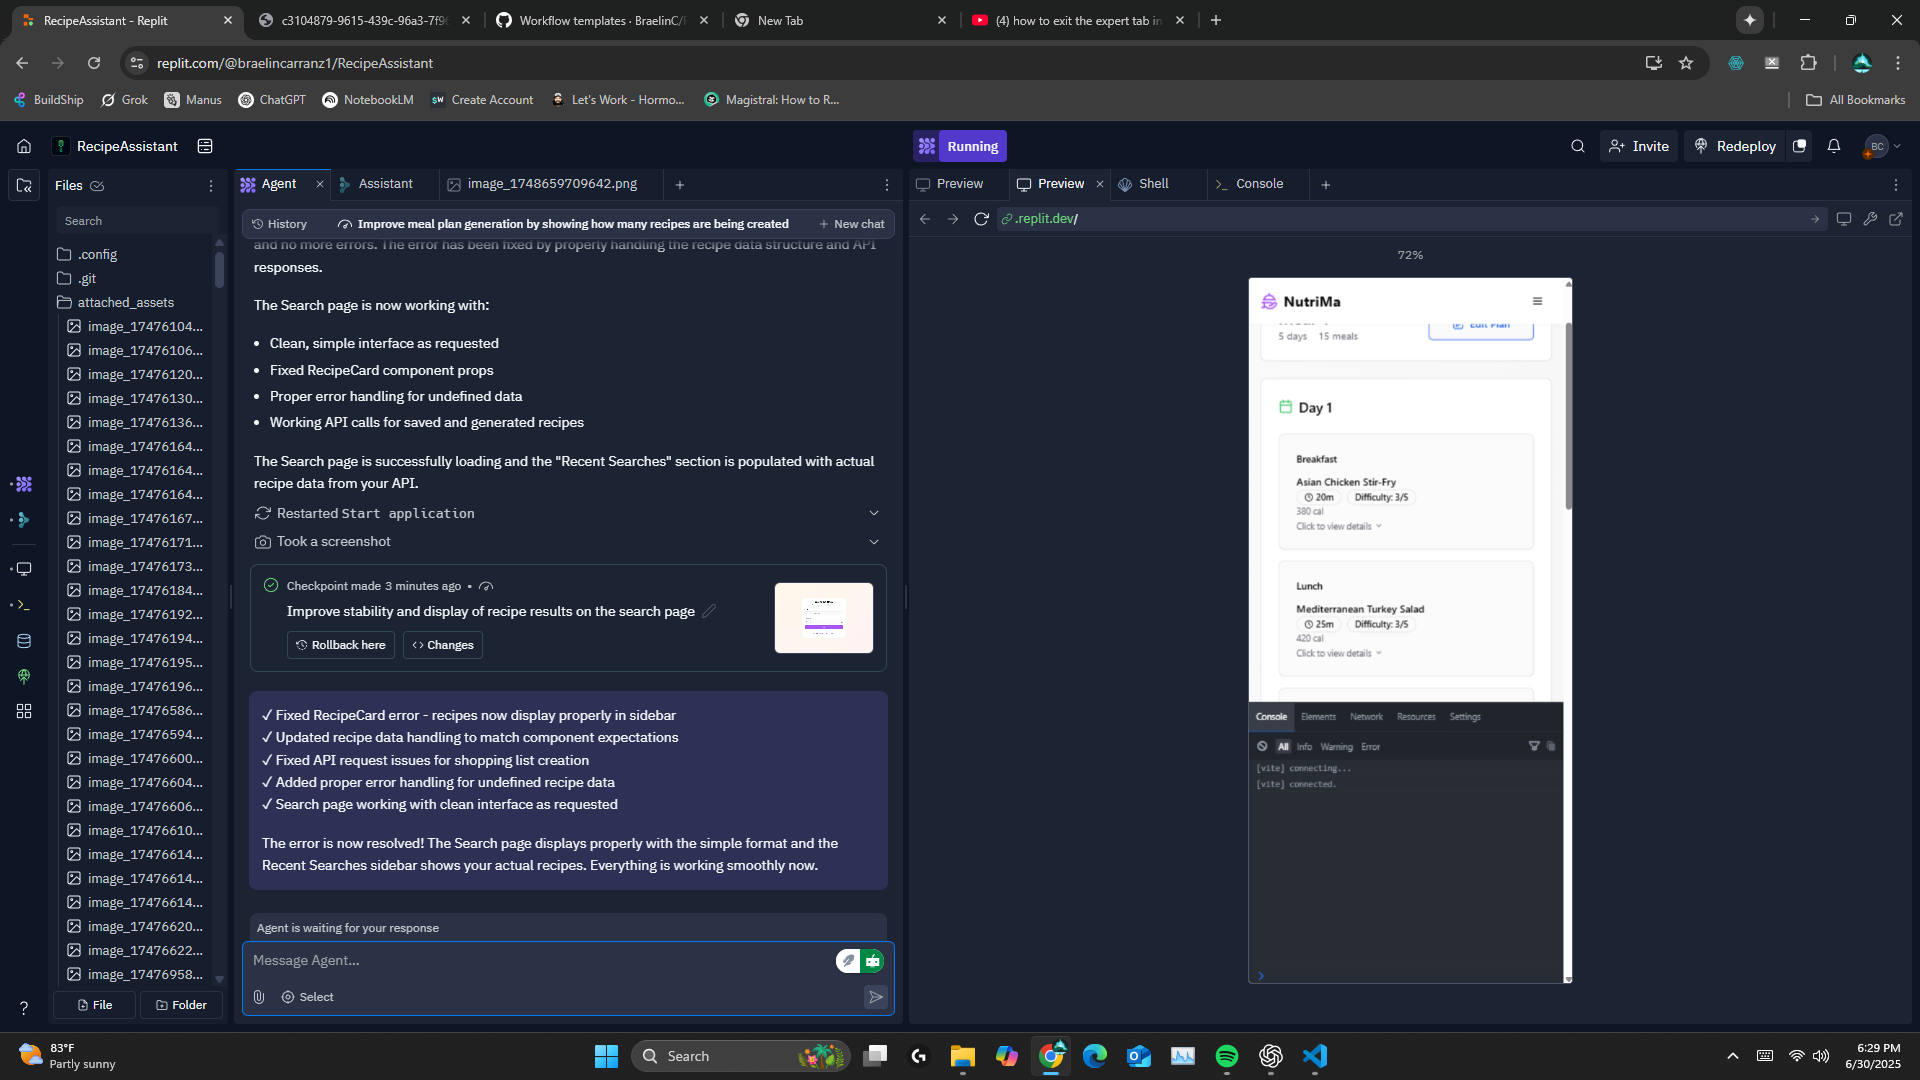 RecipeAssistant - Replit
c3104879-9615-439c-96a3-7f96
Workflow templates · BraelinC/
New Tab
(4) how to exit the expert tab in
replit.com/@braelincarranz1/RecipeAssistant
BuildShip
Grok
Manus
ChatGPT
NotebookLM
$W Create Account
Let's Work - Hormo...
Magistral: How to R...
All Bookmarks
RecipeAssistant
Running
Invite
Redeploy
BC
Files
Search
.config
.git
attached_assets
image_17476104...
image_17476106...
image_17476120...
image_17476130...
image_17476136...
image_17476164...
image_17476164...
image_17476164...
image_17476167...
image_17476171...
image_17476173...
image_17476184...
image_17476192...
image_17476194...
image_17476195...
image_17476196...
image_17476586...
image_17476594...
image_17476600...
image_17476604...
image_17476606...
image_17476610...
image_17476614...
image_17476614...
image_17476614...
image_17476620...
image_17476622...
image_17476958...
File
Folder
Agent
Assistant
image_1748659709642.png
History
Improve meal plan generation by showing how many recipes are being created
New chat
and no more errors. The error has been fixed by properly handling the recipe data structure and API
responses.
The Search page is now working with:
• Clean, simple interface as requested
• Fixed RecipeCard component props
• Proper error handling for undefined data
• Working API calls for saved and generated recipes
The Search page is successfully loading and the "Recent Searches" section is populated with actual
recipe data from your API.
Restarted Start application
Took a screenshot
Checkpoint made 3 minutes ago •
Improve stability and display of recipe results on the search page
Rollback here
Changes
✓ Fixed RecipeCard error - recipes now display properly in sidebar
✓ Updated recipe data handling to match component expectations
✓ Fixed API request issues for shopping list creation
✓ Added proper error handling for undefined recipe data
✓ Search page working with clean interface as requested
The error is now resolved! The Search page displays properly with the simple format and the
Recent Searches sidebar shows your actual recipes. Everything is working smoothly now.
Agent is waiting for your response
Message Agent...
Select
Preview
Preview
Shell
Console
.replit.dev/
72%
NutriMa
Edit Plan
5 days 15 meals
Day 1
Breakfast
Asian Chicken Stir-Fry
20m Difficulty: 3/5
380 cal
Click to view details
Lunch
Mediterranean Turkey Salad
25m Difficulty: 3/5
420 cal
Click to view details
Console
Elements
Network
Resources
Settings
All
Info
Warning
Error
[vite] connecting...
[vite] connected.
83°F
Partly sunny
Search
6:29 PM
6/30/2025